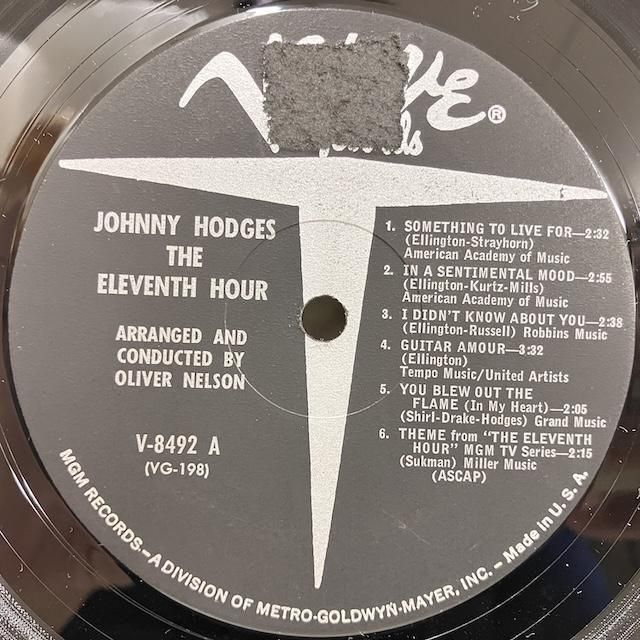 ®
JOHNNY HODGES
THE
ELEVENTH HOUR
ARRANGED AND
CONDUCTED BY
OLIVER NELSON
V-8492 A
(VG-198)
1. SOMETHING TO LIVE FOR—2:32
(Ellington-Strayhorn)
American Academy of Music
2. IN A SENTIMENTAL MOOD—2:55
(Ellington-Kurtz-Mills)
American Academy of Music
3. I DIDN'T KNOW ABOUT YOU—2:38
(Ellington-Russell) Robbins Music
4. GUITAR AMOUR—3:32
(Ellington)
Tempo Music/United Artists
5. YOU BLEW OUT THE
FLAME (In My Heart)—2:05
(Shirl-Drake-Hodges) Grand Music
6. THEME from "THE ELEVENTH
HOUR" MGM TV Series—2:15
(Sukman) Miller Music
(ASCAP)
MGM RECORDS—A DIVISION OF METRO-GOLDWYN-MAYER, INC. — Made in U. S. A.